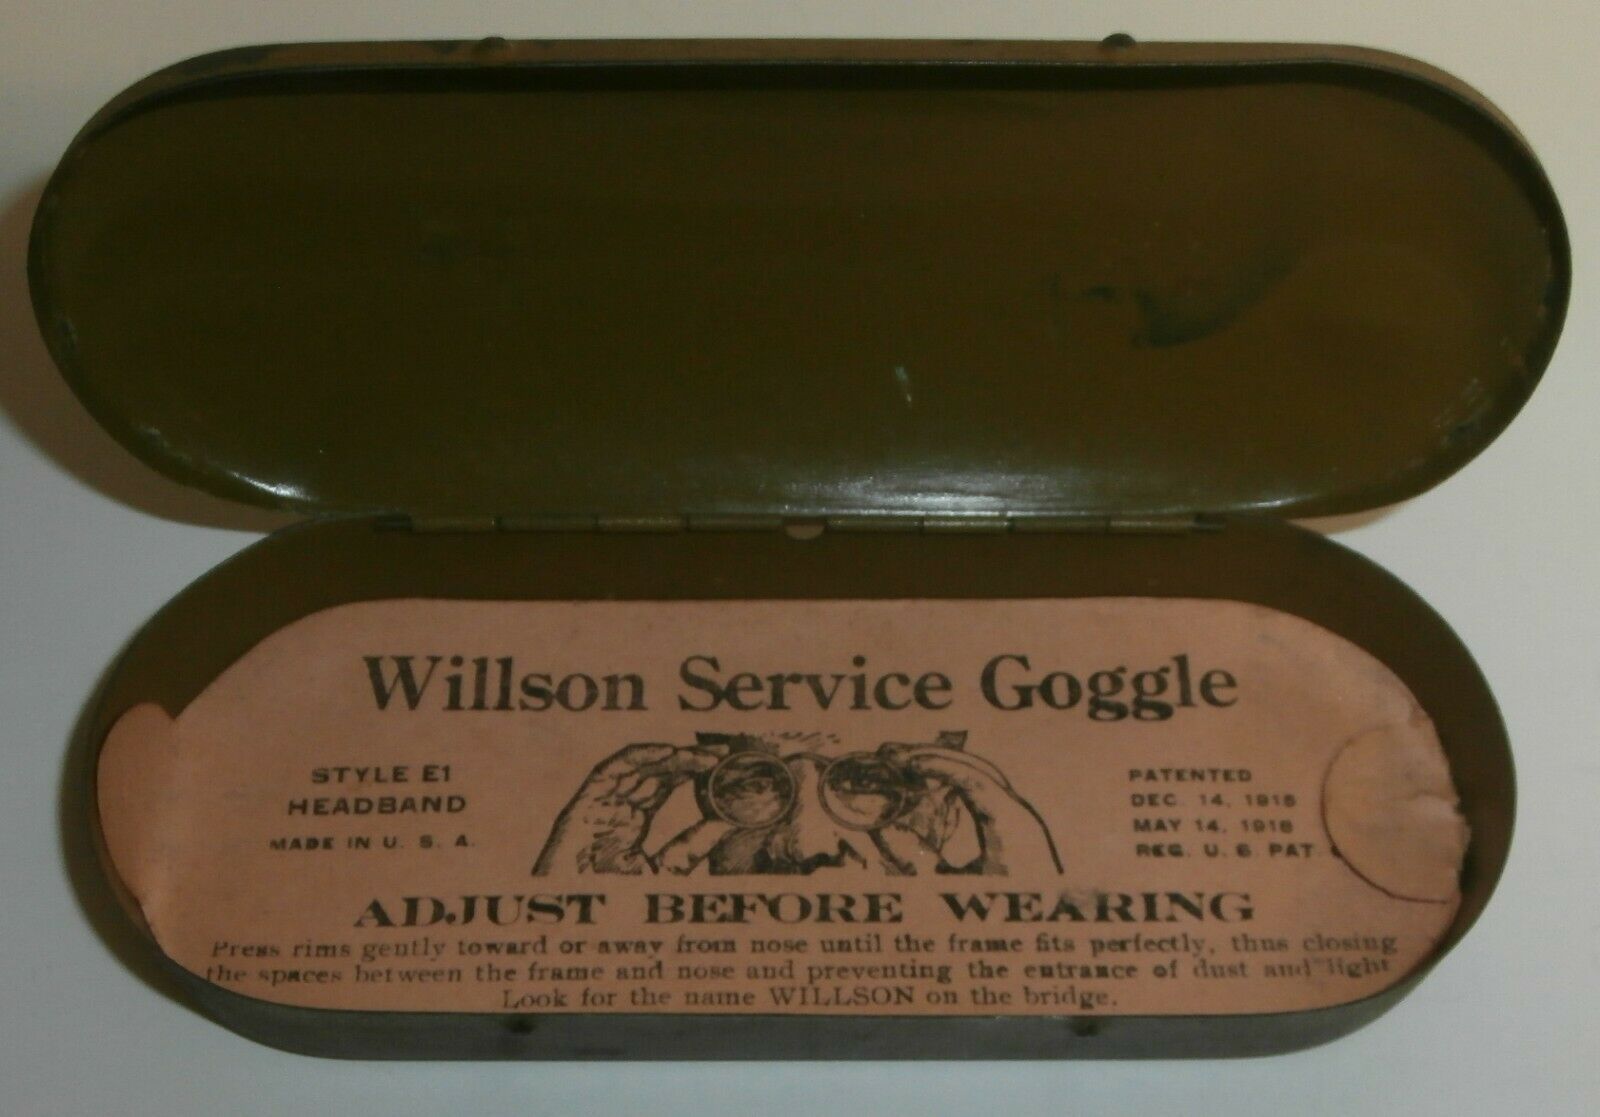 Willson Service Goggle
STYLE E1
HEADBAND
MADE IN U. S. A.
PATENTED
DEC. 14, 1915
MAY 14, 1918
REG. U. S. PAT.
ADJUST BEFORE WEARING
Press rims gently toward or away from nose until the frame fits perfectly, thus closing
the spaces between the frame and nose and preventing the entrance of dust and light
Look for the name WILLSON on the bridge.